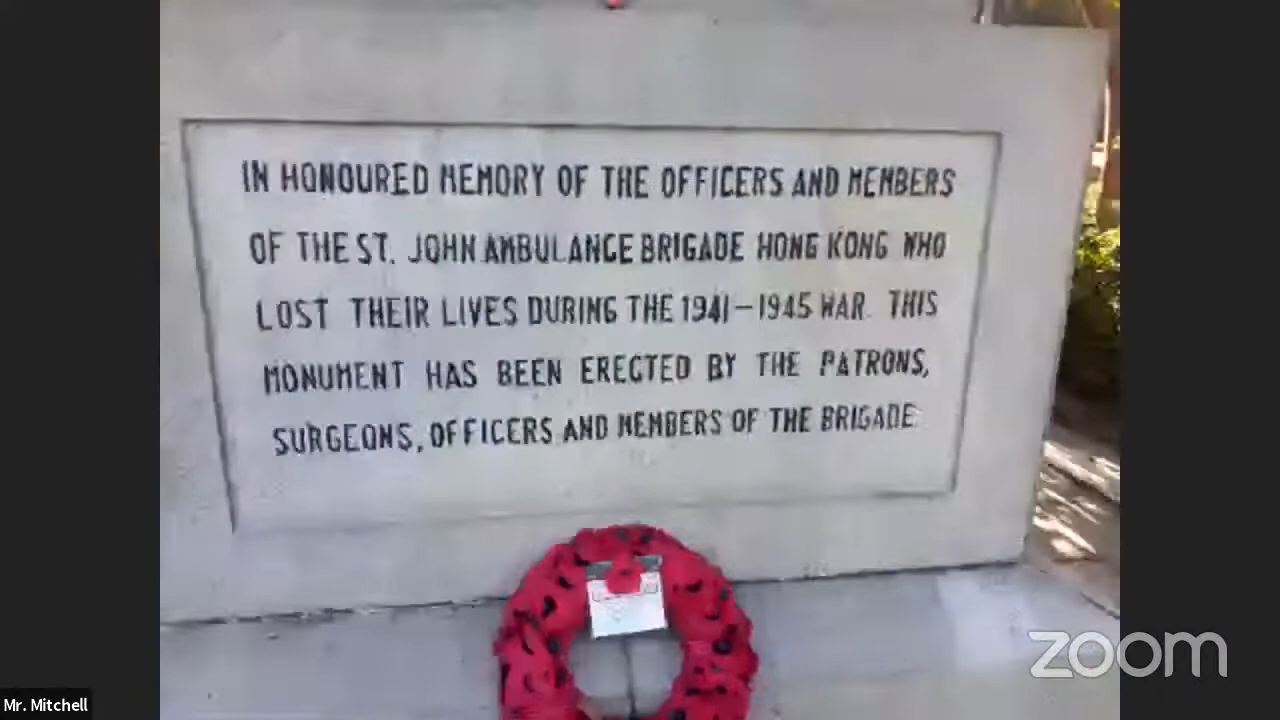 IN HONOURED MEMORY OF THE OFFICERS AND MEMBERS
OF THE ST. JOHN AMBULANCE BRIGADE HONG KONG WHO
LOST THEIR LIVES DURING THE 1941-1945 WAR. THIS
MONUMENT HAS BEEN ERECTED BY THE PATRONS,
SURGEONS, OFFICERS AND MEMBERS OF THE BRIGADE
zoom
Mr. Mitchell